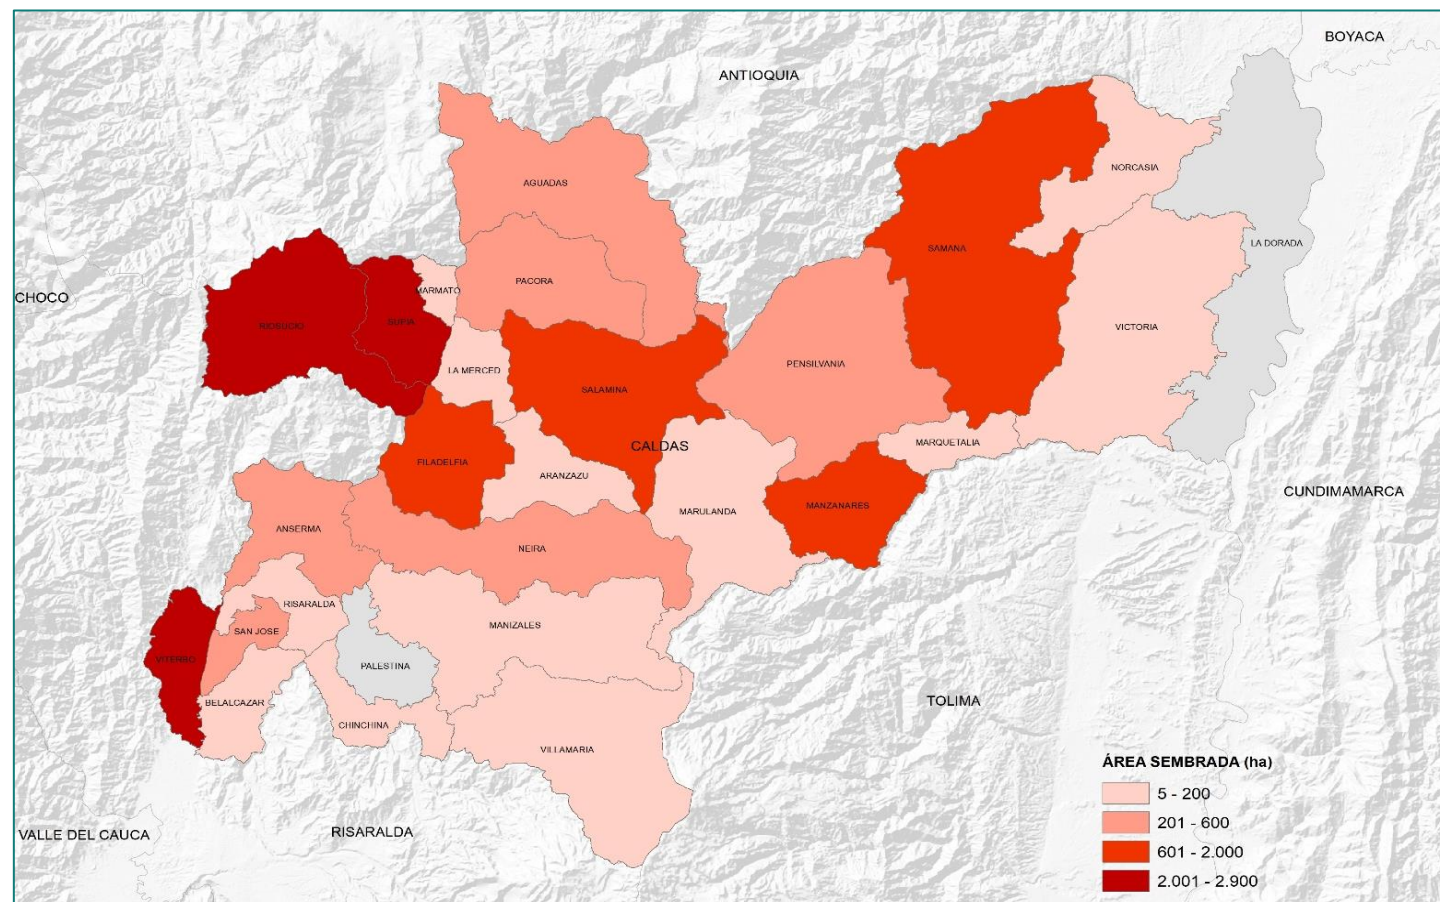 BOYACA
ANTIOQUIA
NORCASIA
AGUADAS
LA DORADA
SAMANA
PACORA
MARMATO
CHOCO
RIOSUCIO
SUPIA
VICTORIA
PENSILVANIA
LA MERCED
SALAMINA
MARQUETALIA
CALDAS
FILADELFIA
ARANZAZU
CUNDIMAMARCA
MANZANARES
MARULANDA
ANSERMA
NEIRA
RISARALDA
MANIZALES
SAN JOSE
VITERBO
PALESTINA
BELALCAZAR
TOLIMA
CHINCHINA
VILLAMARIA
ÁREA SEMBRADA (ha)
5 - 200
201 - 600
601 - 2.000
2.001 - 2.900
VALLE DEL CAUCA
RISARALDA